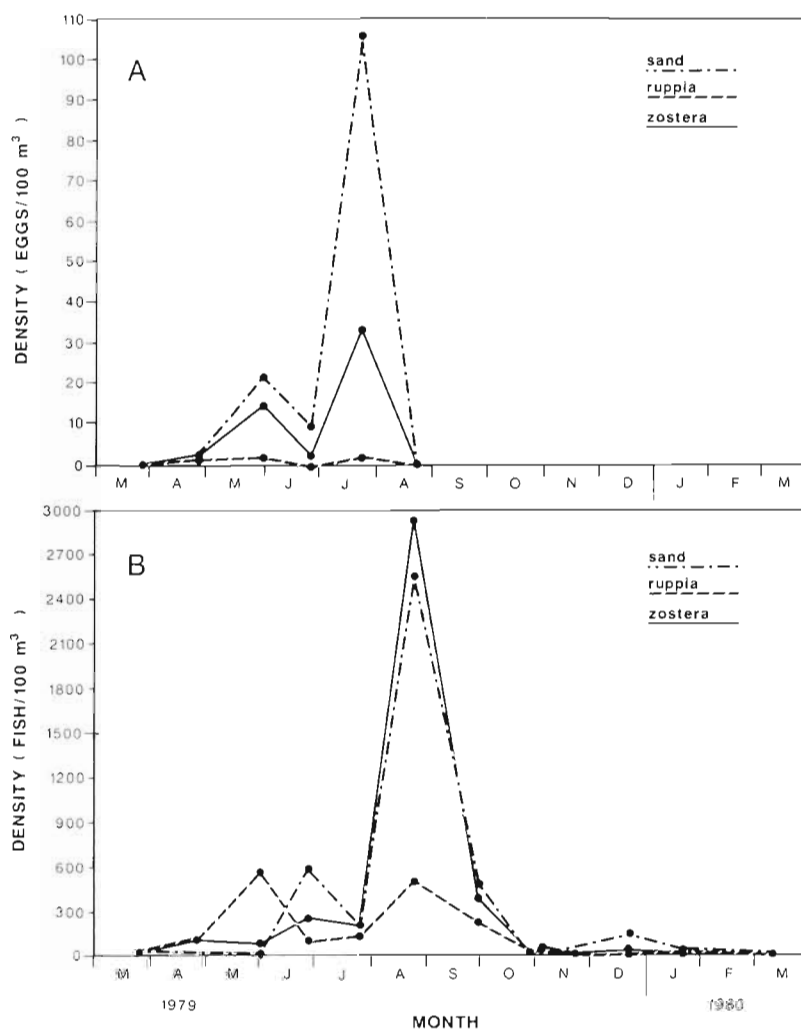 A
DENSITY ( EGGS/100 m³ )
110
100
90
80
70
60
50
40
30
20
10
0
sand
ruppia
zostera
M A M J J A S O N D J F M
B
DENSITY ( FISH/100 m³ )
3000
2700
2400
2100
1500
1800
900
600
300
0
sand
ruppia
zostera
M A M J J A S O N D J F M
1979 1980
MONTH